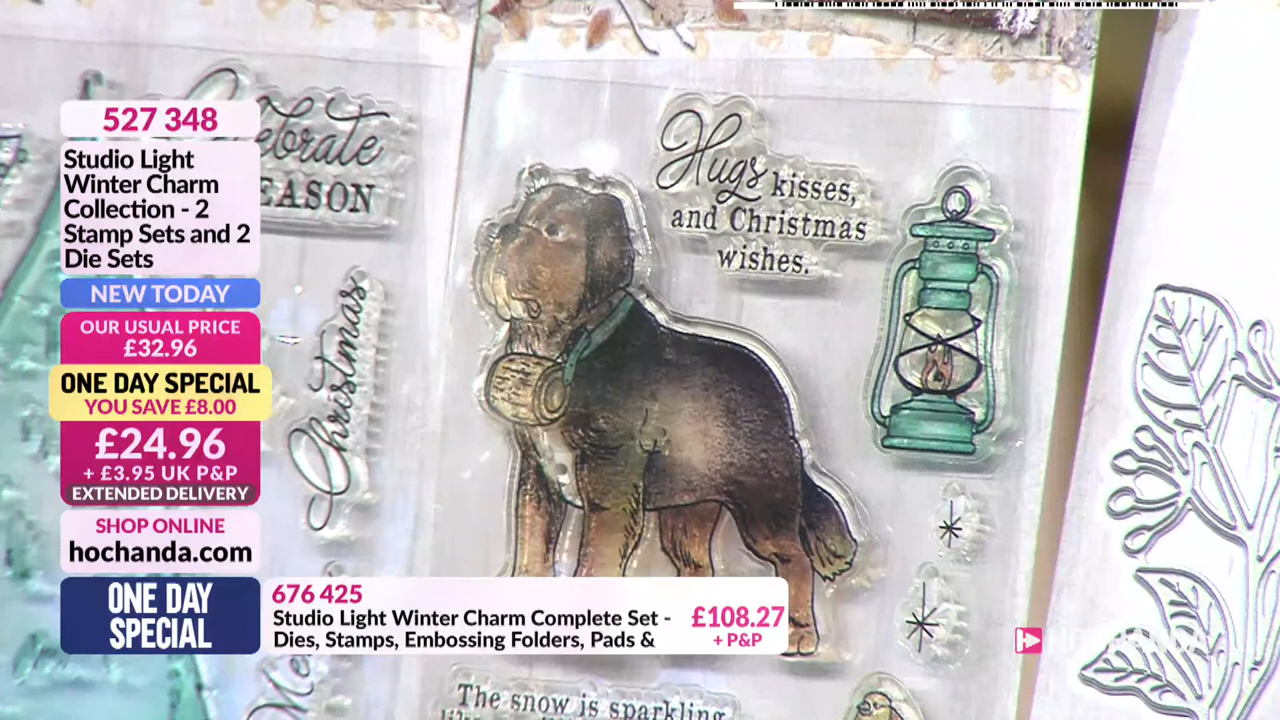 527 348
Studio Light
Winter Charm
Collection - 2
Stamp Sets and 2
Die Sets
NEW TODAY
OUR USUAL PRICE
£32.96
ONE DAY SPECIAL
YOU SAVE £8.00
£24.96
+ £3.95 UK P&P
EXTENDED DELIVERY
SHOP ONLINE
hochanda.com
ONE DAY
SPECIAL
676 425
Studio Light Winter Charm Complete Set -
Dies, Stamps, Embossing Folders, Pads &
£108.27
+ P&P
Hugs kisses,
and Christmas
wishes.
Christmas
The snow is sparkling